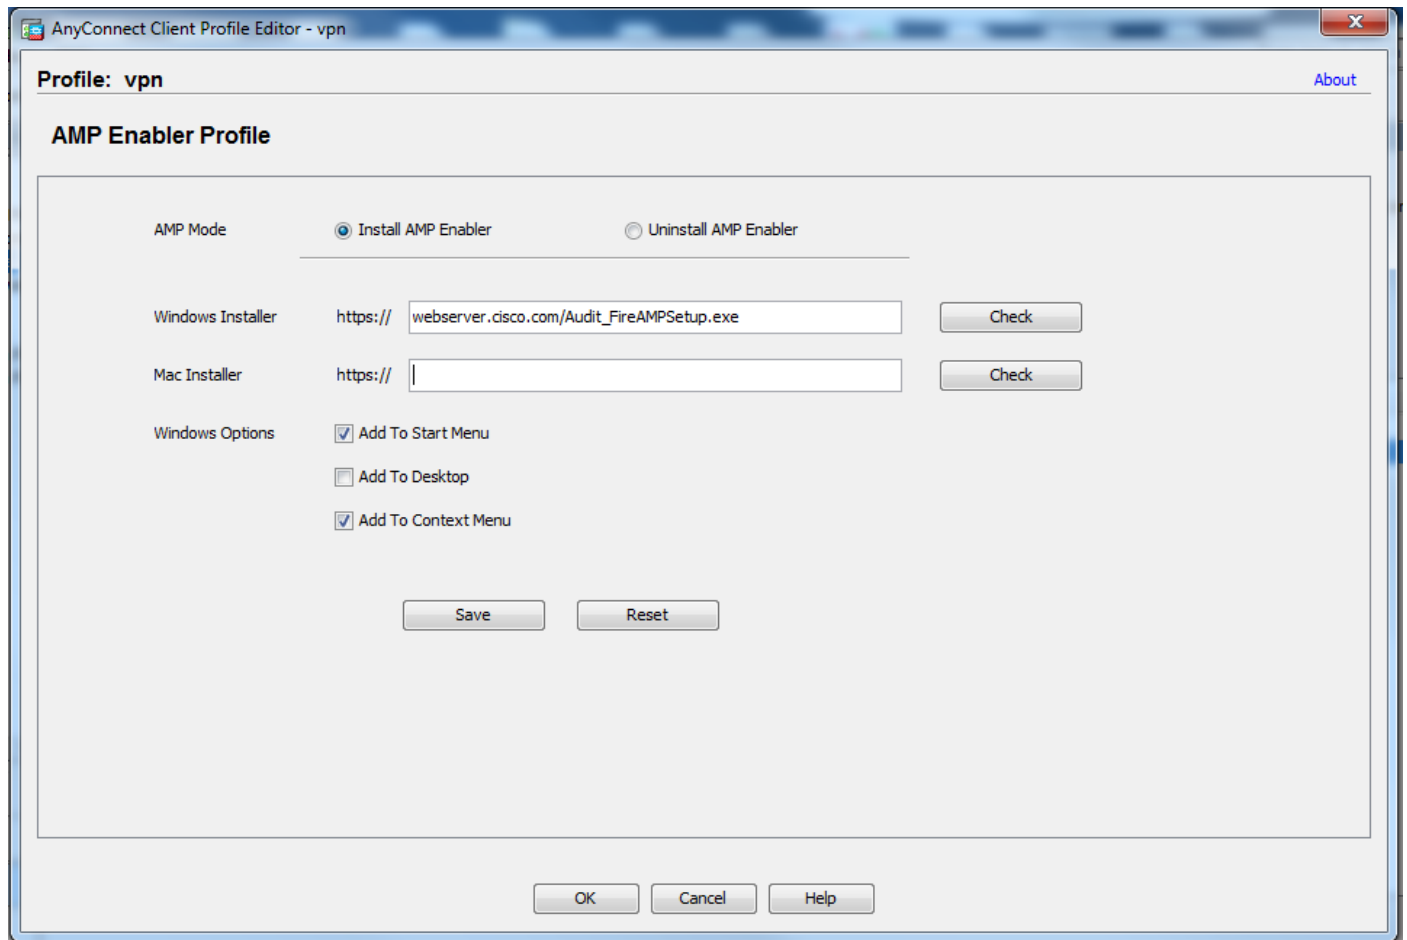 AnyConnect Client Profile Editor - vpn
Profile: vpn
About
AMP Enabler Profile
AMP Mode
Install AMP Enabler
Uninstall AMP Enabler
Windows Installer
https://
webserver.cisco.com/Audit_FireAMPSetup.exe
Check
Mac Installer
https://
Check
Windows Options
Add To Start Menu
Add To Desktop
Add To Context Menu
Save
Reset
OK
Cancel
Help